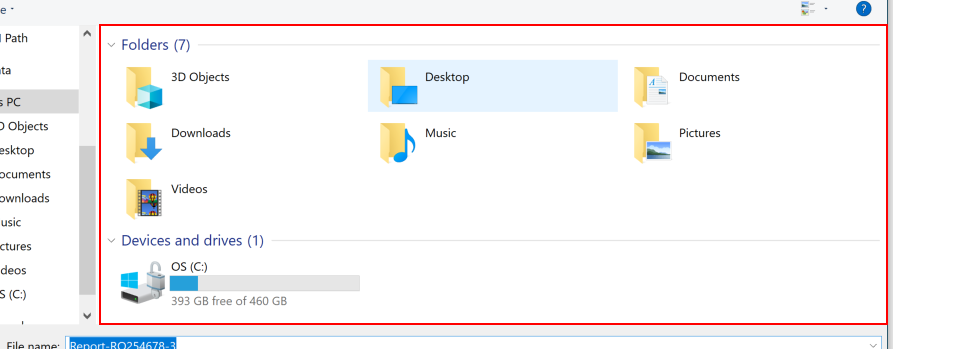 Path
Folders (7)
3D Objects
Desktop
Documents
Downloads
Music
Pictures
Videos
Devices and drives (1)
OS (C:)
393 GB free of 460 GB
s PC
D Objects
esktop
ocuments
ownloads
usic
ctures
deos
S (C:)
File name: Report-RO254678-3
?